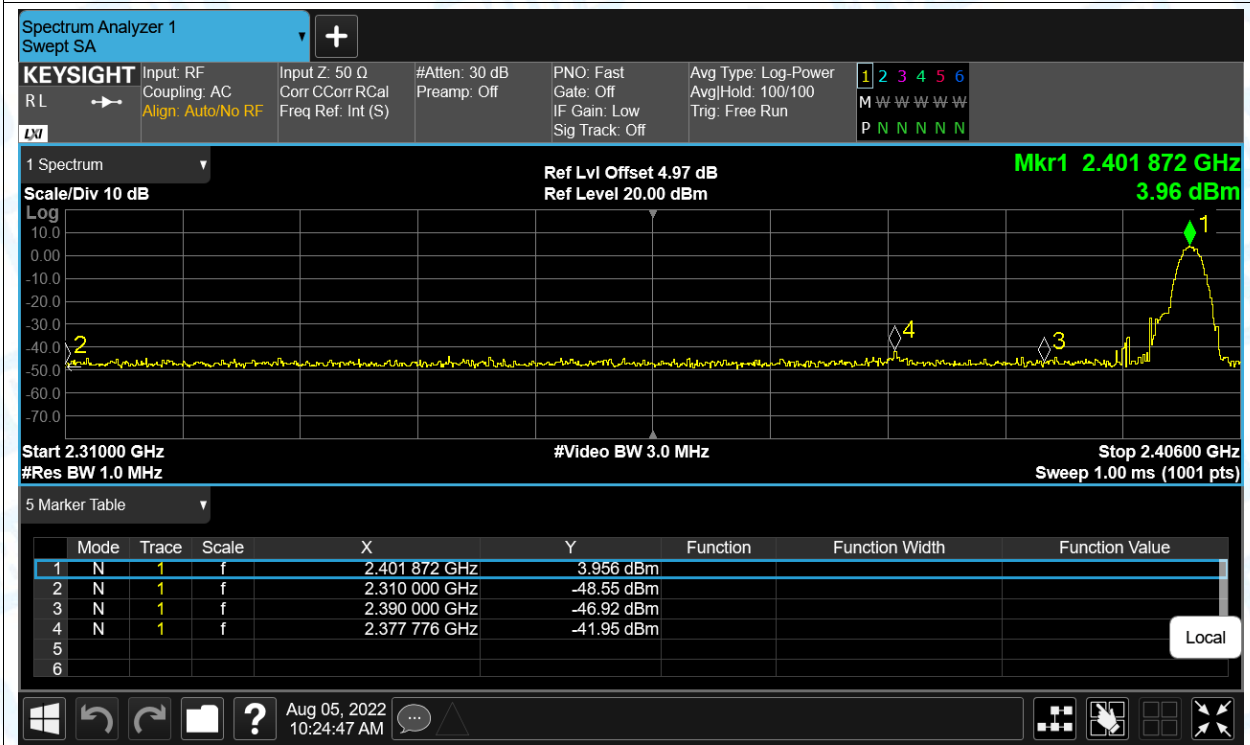 Spectrum Analyzer 1
Swept SA
+
KEYSIGHT
R L
LXI
Input: RF
Coupling: AC
Align: Auto/No RF
Input Z: 50 Ω
Corr CCorr RCal
Freq Ref: Int (S)
#Atten: 30 dB
Preamp: Off
PNO: Fast
Gate: Off
IF Gain: Low
Sig Track: Off
Avg Type: Log-Power
Avg|Hold: 100/100
Trig: Free Run
1 2 3 4 5 6
M W W W W W
P N N N N N
1 Spectrum
Scale/Div 10 dB
Ref Lvl Offset 4.97 dB
Ref Level 20.00 dBm
Mkr1 2.401 872 GHz
3.96 dBm
Log
10.0
0.00
-10.0
-20.0
-30.0
-40.0
-50.0
-60.0
-70.0
1
2
4
3
Start 2.31000 GHz
#Video BW 3.0 MHz
Stop 2.40600 GHz
#Res BW 1.0 MHz
Sweep 1.00 ms (1001 pts)
5 Marker Table
Mode Trace Scale X Y Function Function Width Function Value
1 N 1 f 2.401 872 GHz 3.956 dBm
2 N 1 f 2.310 000 GHz -48.55 dBm
3 N 1 f 2.390 000 GHz -46.92 dBm
4 N 1 f 2.377 776 GHz -41.95 dBm
5
6
Local
?
Aug 05, 2022
10:24:47 AM